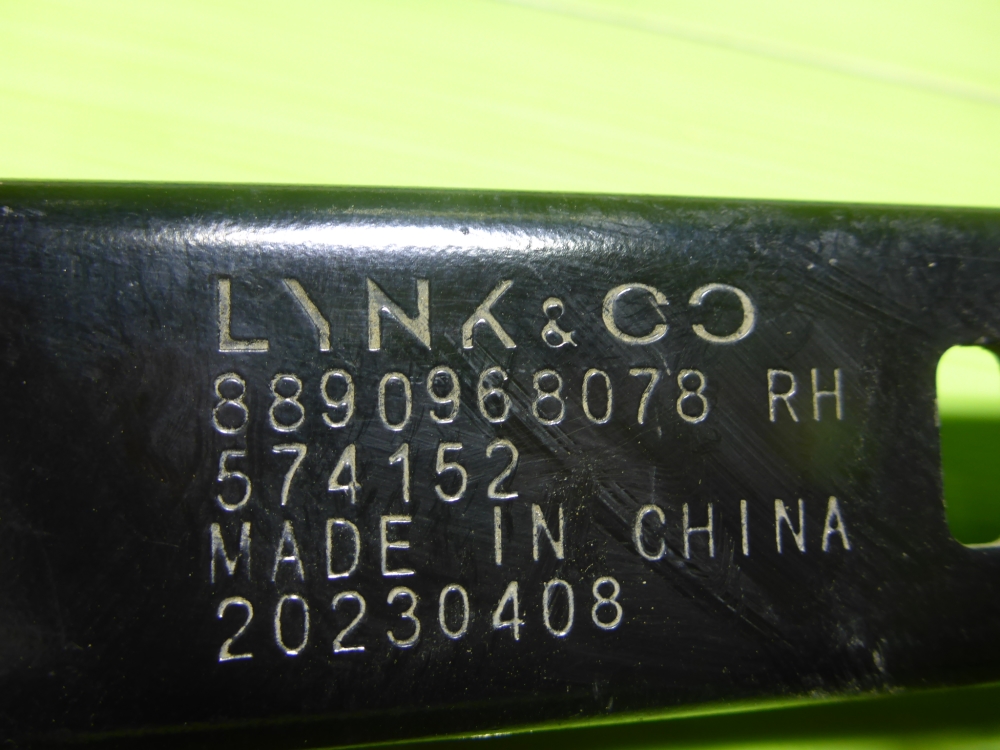 LYNK & CO
8890968078 RH
574152
MADE IN CHINA
20230408